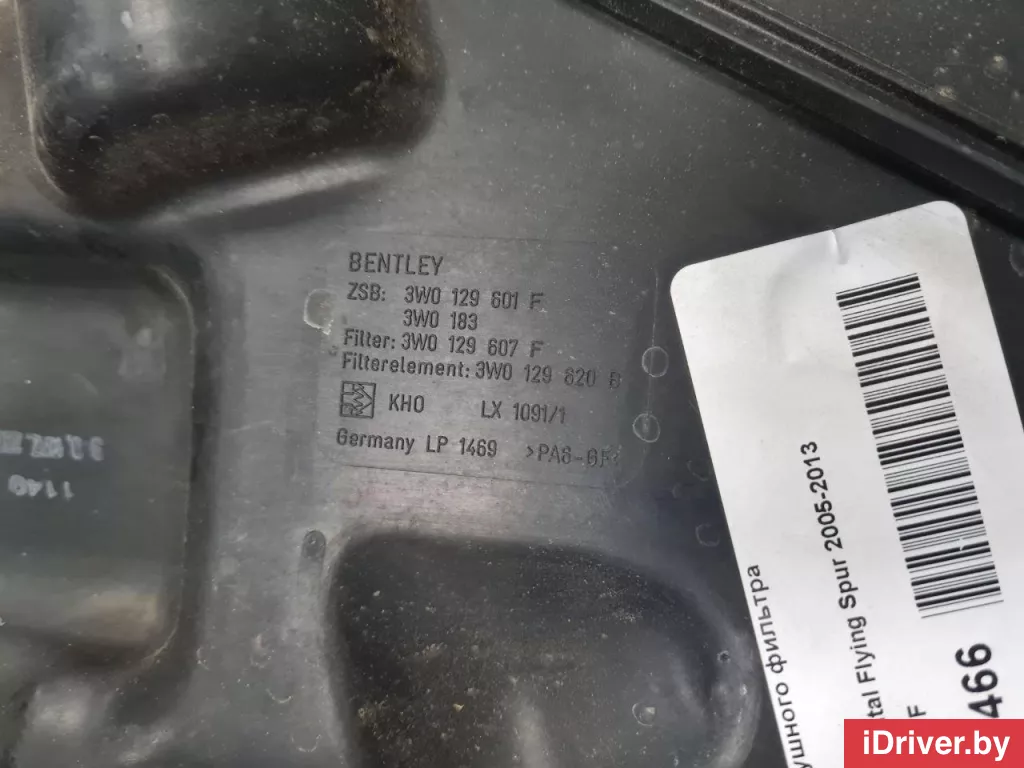 BENTLEY
ZSB: 3W0 129 601 F
3W0 183
Filter: 3W0 129 607 F
Filterelement: 3W0 129 620 B
KHO LX 1091/1
Germany LP 1469 >PA6-GF
1140
ушного фильтра
tal Flying Spur 2005-2013
F
466
iDriver.by